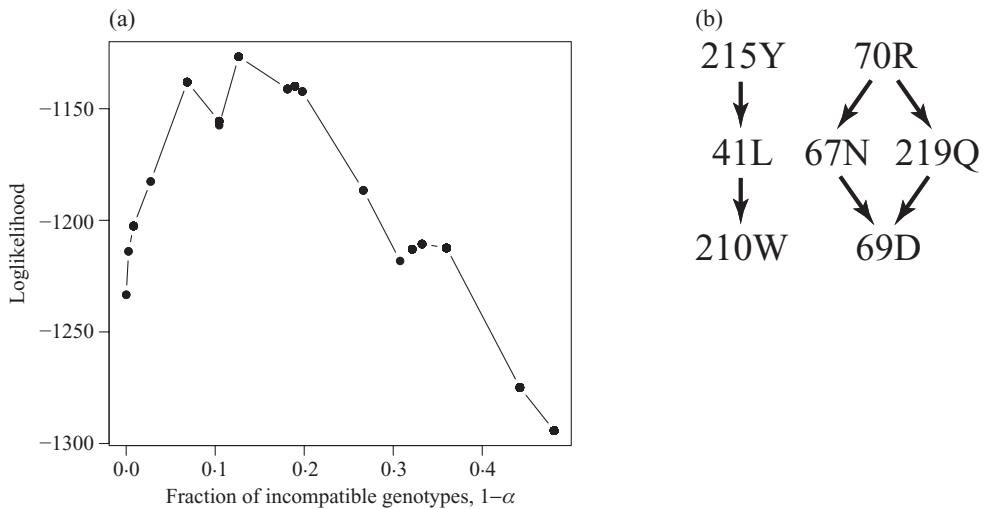 (a)
−1150
−1200
−1250
−1300
Loglikelihood
0·0 0·1 0·2 0·3 0·4
Fraction of incompatible genotypes, 1−α
(b)
215Y 70R
41L 67N 219Q
210W 69D